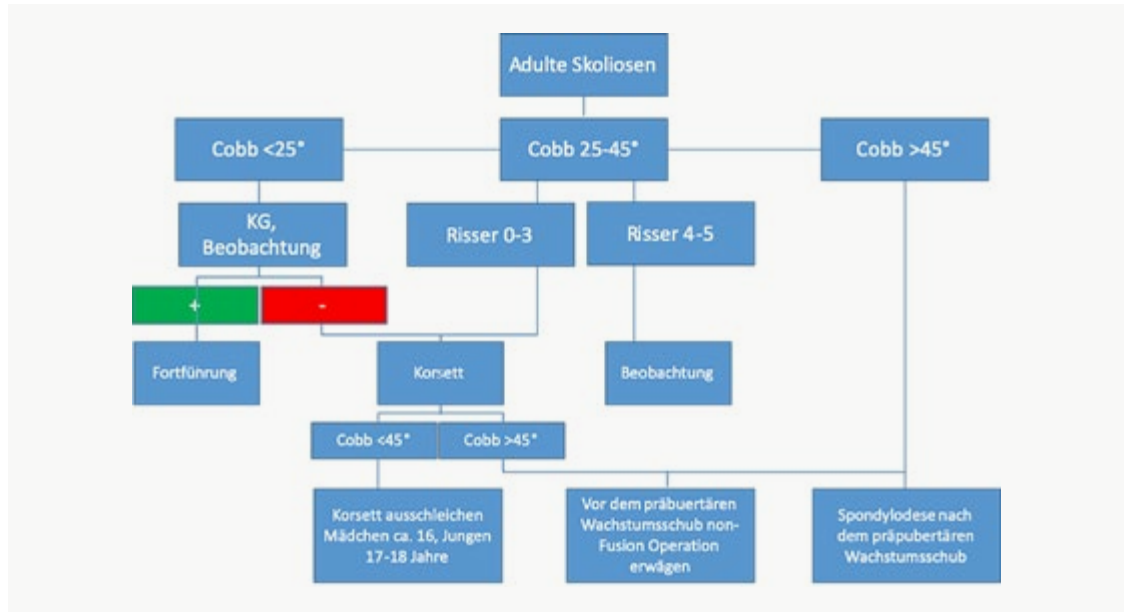 Adulte Skoliosen
Cobb <25°
Cobb 25-45°
Cobb >45°
KG,
Beobachtung
Risser 0-3
Risser 4-5
+
-
Fortführung
Korsett
Beobachtung
Cobb <45°
Cobb >45°
Korsett ausschleichen
Mädchen ca. 16, Jungen
17-18 Jahre
Vor dem präbuertären
Wachstumsschub non-
Fusion Operation
erwägen
Spondylodese nach
dem präpubertären
Wachstumsschub